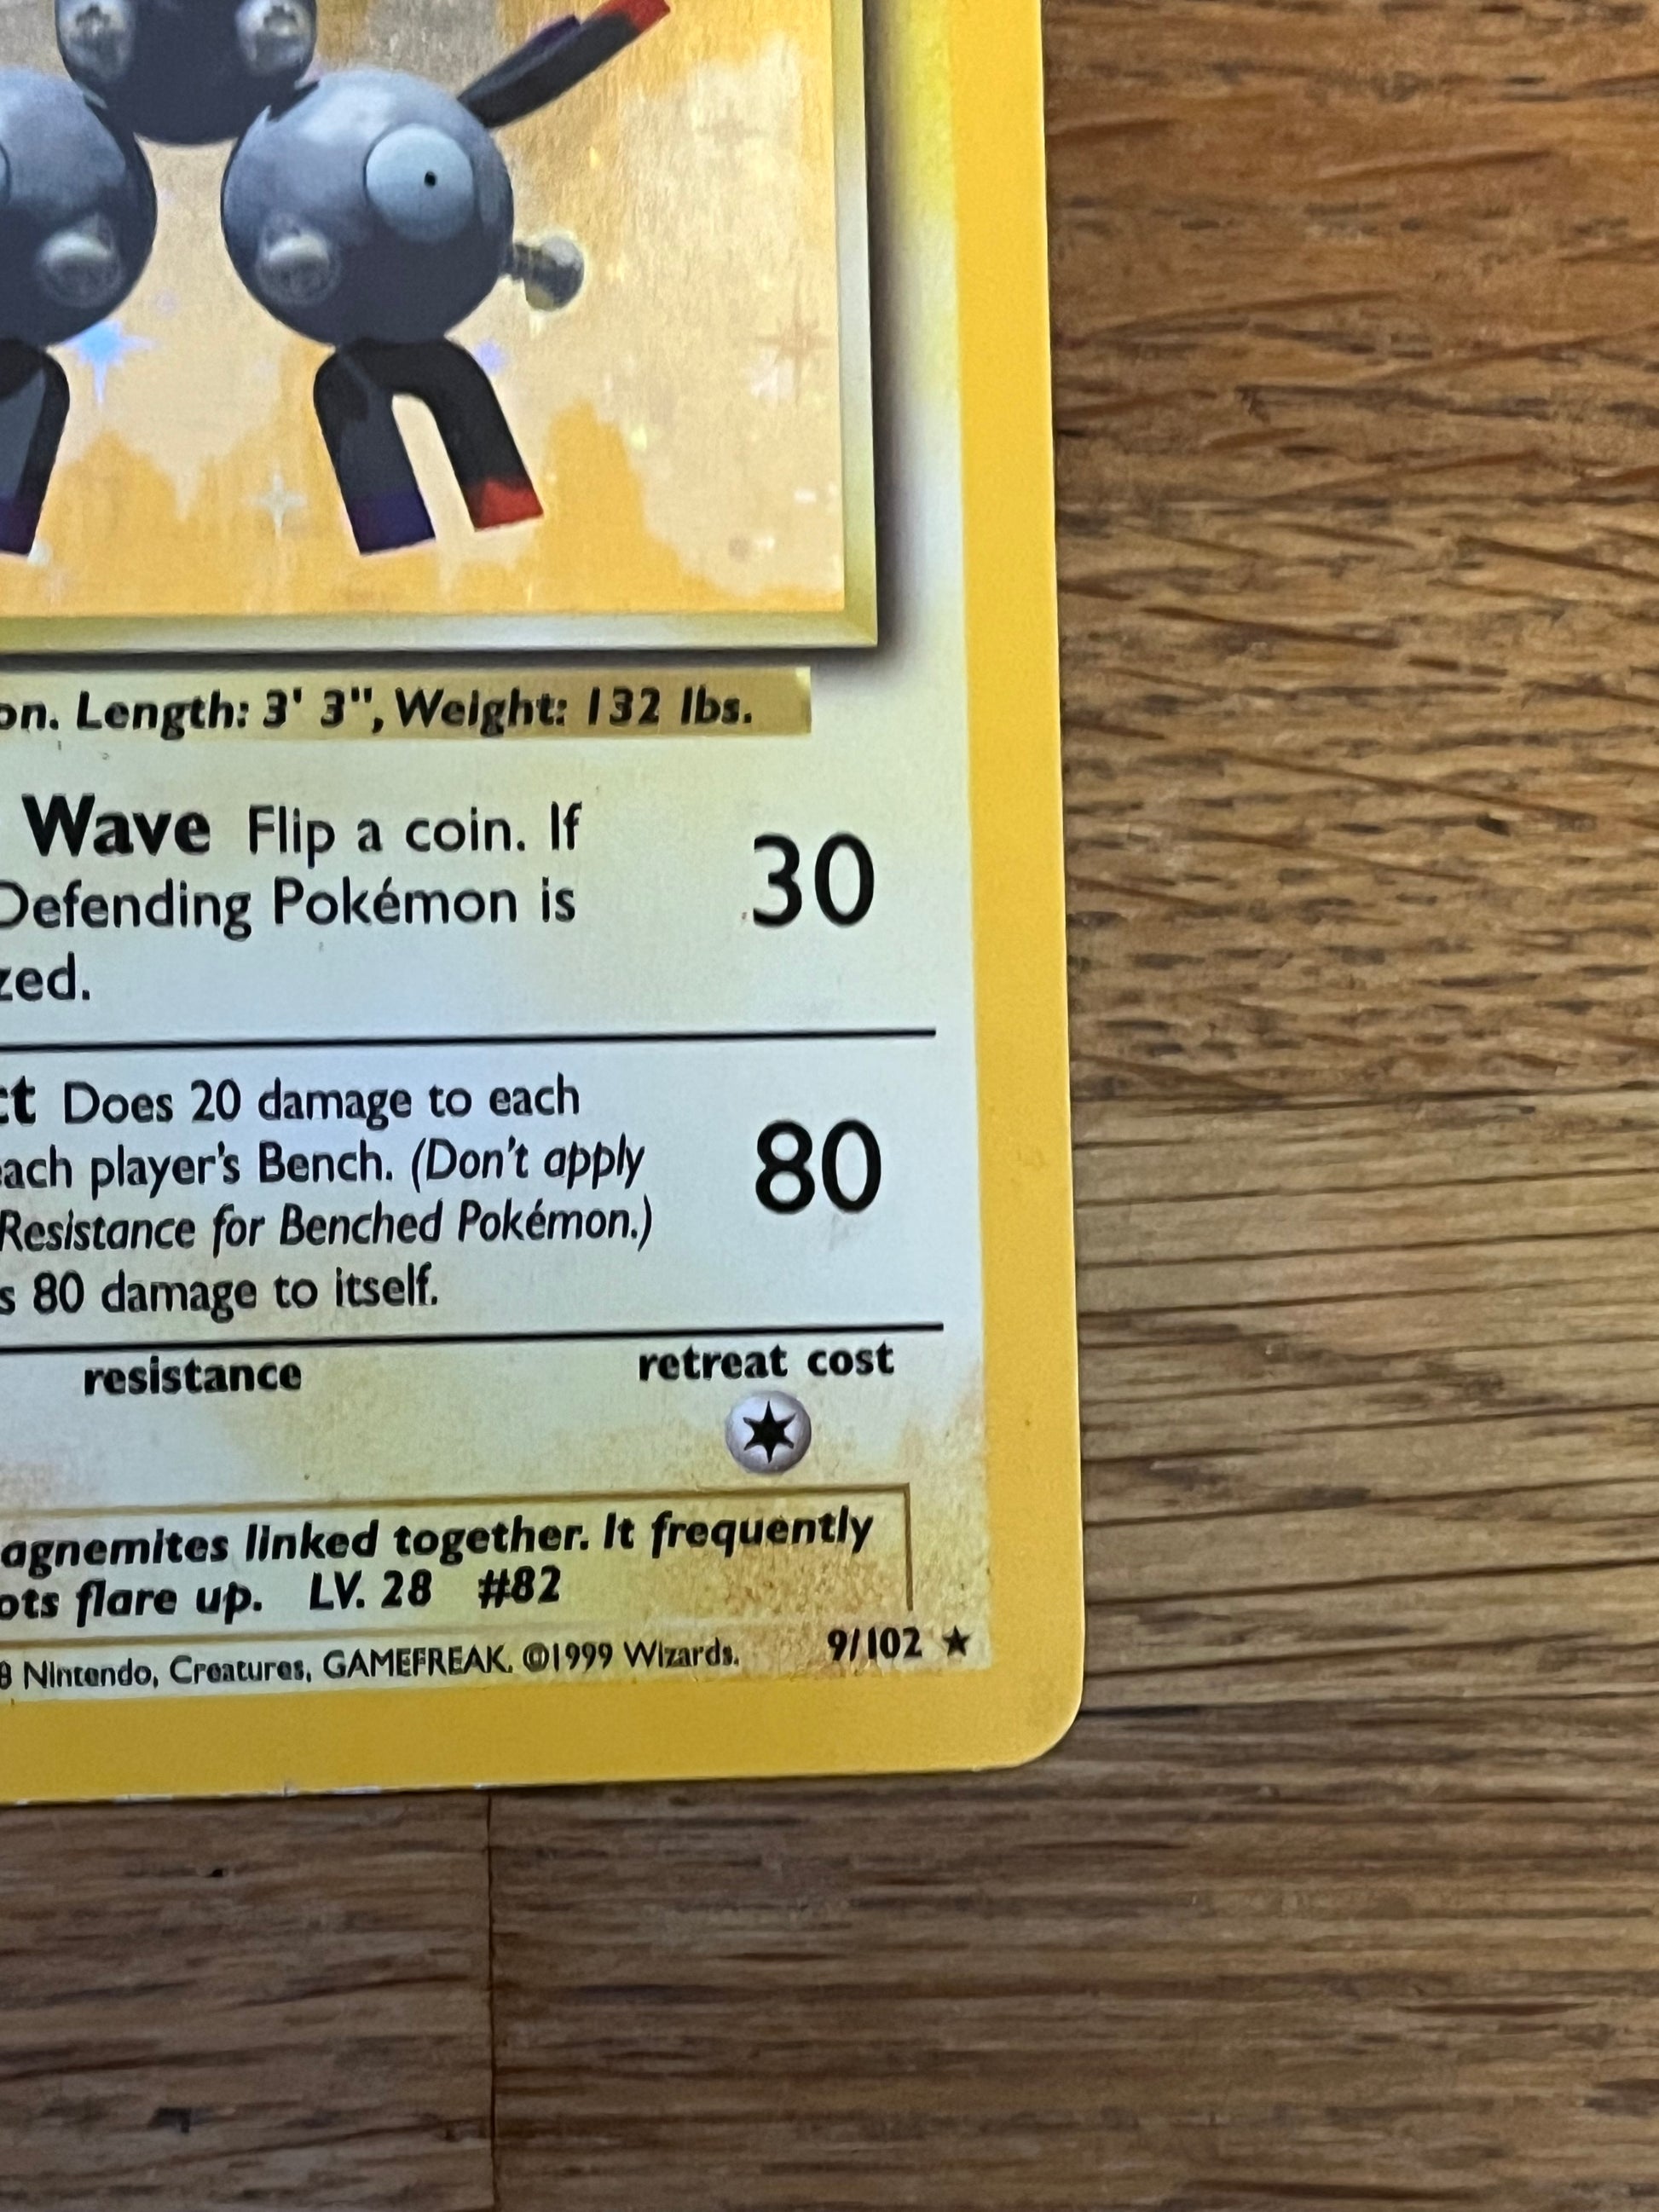 on. Length: 3' 3", Weight: 132 lbs.
Wave Flip a coin. If
Defending Pokémon is
zed.
30
ct Does 20 damage to each
each player's Bench. (Don't apply
Resistance for Benched Pokémon.)
s 80 damage to itself.
80
resistance
retreat cost
agnemites linked together. It frequently
ots flare up. LV. 28 #82
8 Nintendo, Creatures, GAMEFREAK. ©1999 Wizards. 9/102 ★